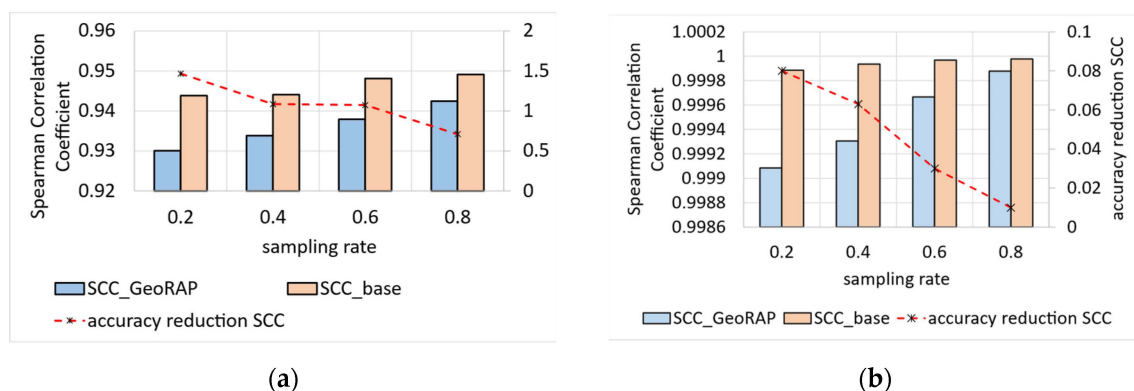 0.96
0.95
0.94
0.93
0.92
Spearman Correlation
Coefficient
2
1.5
1
0.5
0
0.2 0.4 0.6 0.8
sampling rate
SCC_GeoRAP SCC_base
accuracy reduction SCC
(a)
1.0002
1
0.9998
0.9996
0.9994
0.9992
0.999
0.9988
0.9986
Spearman Correlation
Coefficient
0.1
0.08
0.06
0.04
0.02
0
accuracy reduction SCC
0.2 0.4 0.6 0.8
sampling rate
SCC_GeoRAP SCC_base accuracy reduction SCC
(b)